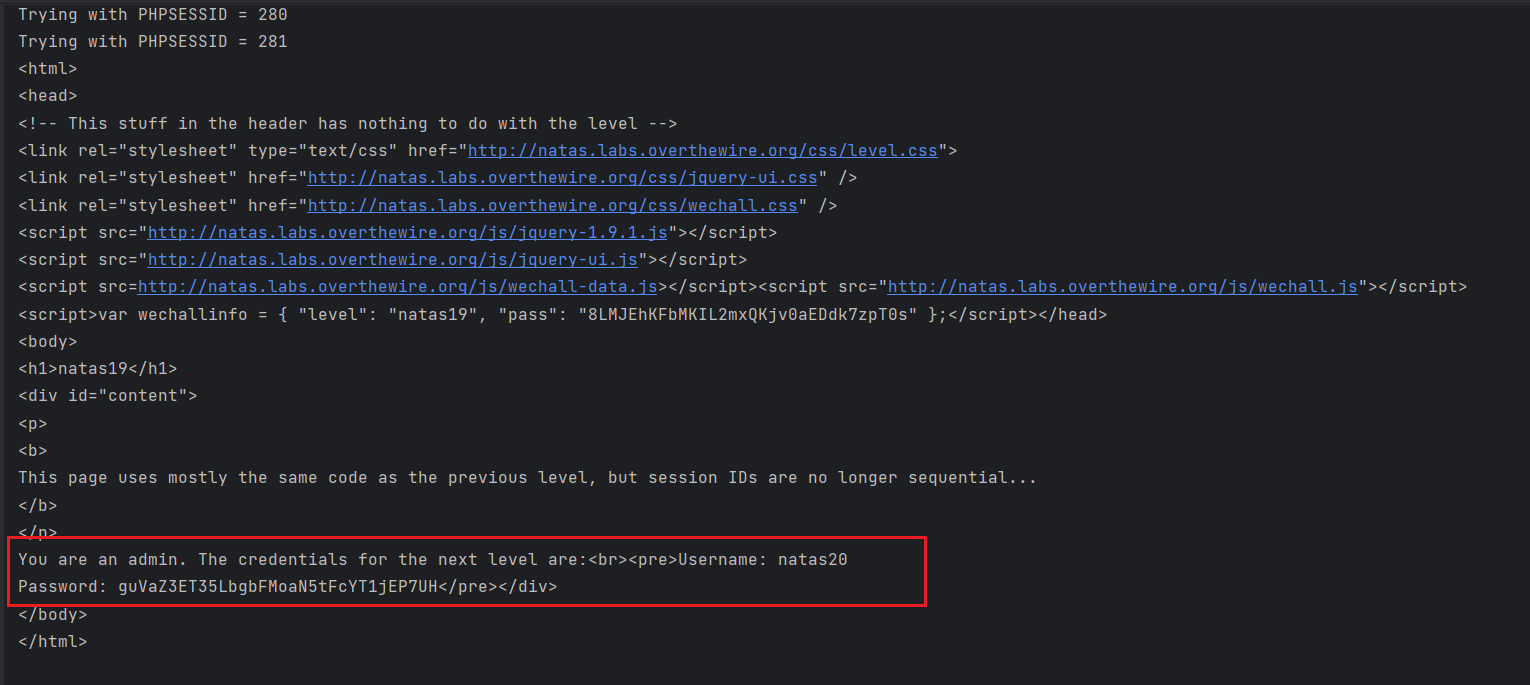 Trying with PHPSESSID = 280
Trying with PHPSESSID = 281
<html>
<head>
<!-- This stuff in the header has nothing to do with the level -->
<link rel="stylesheet" type="text/css" href="http://natas.labs.overthewire.org/css/level.css">
<link rel="stylesheet" href="http://natas.labs.overthewire.org/css/jquery-ui.css" />
<link rel="stylesheet" href="http://natas.labs.overthewire.org/css/wechall.css" />
<script src="http://natas.labs.overthewire.org/js/jquery-1.9.1.js"></script>
<script src="http://natas.labs.overthewire.org/js/jquery-ui.js"></script>
<script src=http://natas.labs.overthewire.org/js/wechall-data.js></script><script src="http://natas.labs.overthewire.org/js/wechall.js"></script>
<script>var wechallinfo = { "level": "natas19", "pass": "8LMJEhKFbMKIL2mxQKjv0aEDdk7zpT0s" };</script></head>
<body>
<h1>natas19</h1>
<div id="content">
<p>
<b>
This page uses mostly the same code as the previous level, but session IDs are no longer sequential...
</b>
</p>
You are an admin. The credentials for the next level are:<br><pre>Username: natas20
Password: guVaZ3ET35LbgbFMoaN5tFcYT1jEP7UH</pre></div>
</body>
</html>